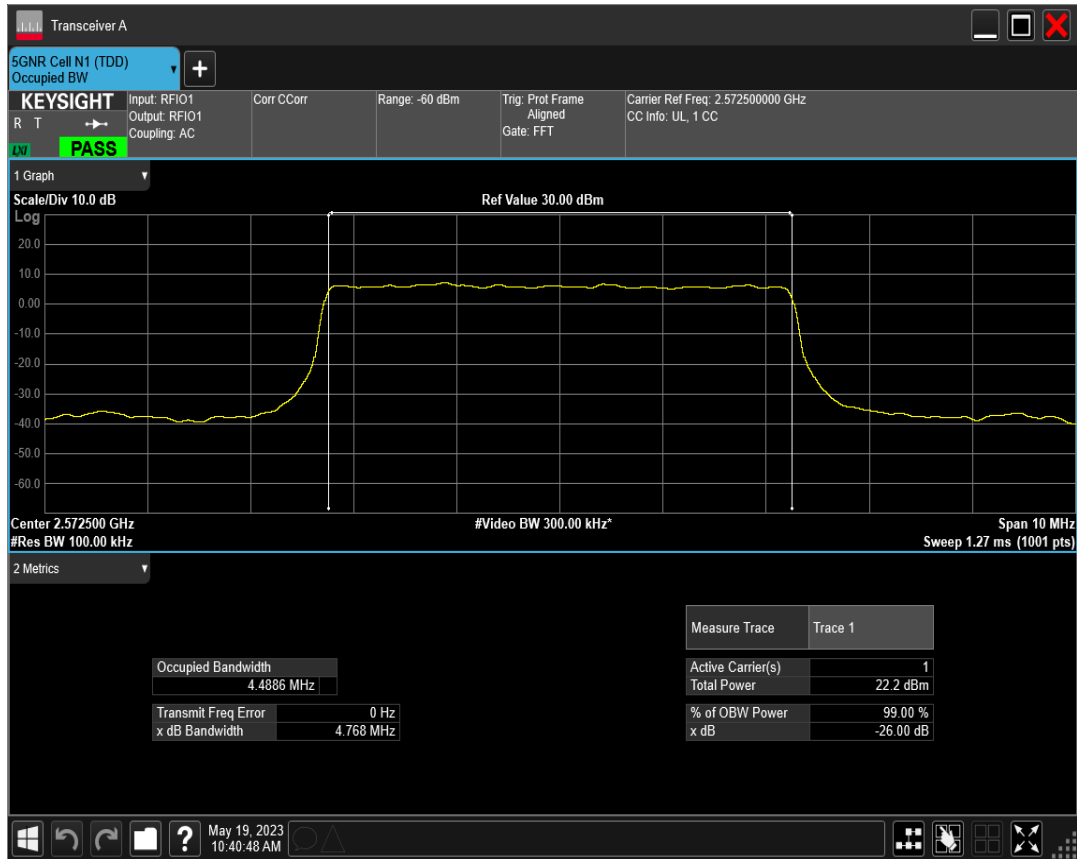 Transceiver A
5GNR Cell N1 (TDD)
Occupied BW
+
KEYSIGHT
R T
LXI
PASS
Input: RFIO1
Output: RFIO1
Coupling: AC
Corr CCorr
Range: -60 dBm
Trig: Prot Frame
Aligned
Gate: FFT
Carrier Ref Freq: 2.572500000 GHz
CC Info: UL, 1 CC
1 Graph
Scale/Div 10.0 dB
Ref Value 30.00 dBm
Log
20.0
10.0
0.00
-10.0
-20.0
-30.0
-40.0
-50.0
-60.0
Center 2.572500 GHz
#Video BW 300.00 kHz*
Span 10 MHz
#Res BW 100.00 kHz
Sweep 1.27 ms (1001 pts)
2 Metrics
Measure Trace Trace 1
Occupied Bandwidth
4.4886 MHz
Active Carrier(s) 1
Total Power 22.2 dBm
Transmit Freq Error 0 Hz
x dB Bandwidth 4.768 MHz
% of OBW Power 99.00 %
x dB -26.00 dB
?
May 19, 2023
10:40:48 AM